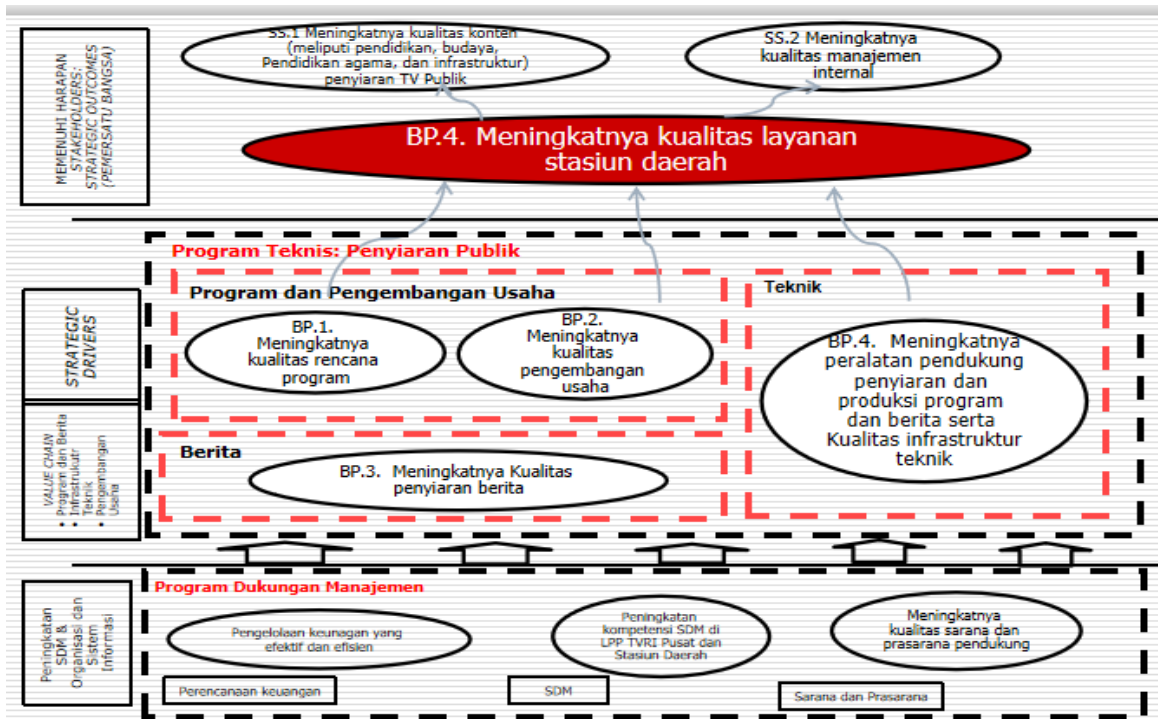 MEMENUHI HARAPAN
STAKEHOLDERS:
STRATEGIC OUTCOMES
(PEMERSATU BANGSA)
SS.1 Meningkatnya kualitas konten
(meliputi pendidikan, budaya,
Pendidikan agama, dan infrastruktur)
penyiaran TV Publik
SS.2 Meningkatnya
kualitas manajemen
internal
BP.4. Meningkatnya kualitas layanan
stasiun daerah
STRATEGIC
DRIVERS
VALUE CHAIN
• Program dan Berita
• Infrastrukutr
Teknik
• Pengembangan
Usaha
Program Teknis: Penyiaran Publik
Program dan Pengembangan Usaha
BP.1.
Meningkatnya
kualitas rencana
program
BP.2.
Meningkatnya
kualitas
pengembangan
usaha
Teknik
BP.4. Meningkatnya
peralatan pendukung
penyiaran dan
produksi program
dan berita serta
Kualitas infrastruktur
teknik
Berita
BP.3. Meningkatnya Kualitas
penyiaran berita
Peningkatan
SDM &
Organisasi dan
Sistem
Informasi
Program Dukungan Manajemen
Pengelolaan keunagan yang
efektif dan efisien
Peningkatan
kompetensi SDM di
LPP TVRI Pusat dan
Stasiun Daerah
Meningkatnya
kualitas sarana dan
prasarana pendukung
Perencanaan keuangan
SDM
Sarana dan Prasarana